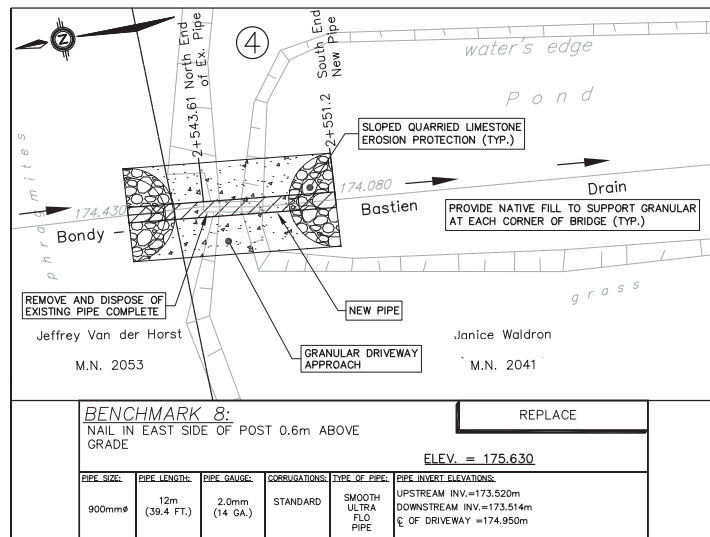 Z
4
2+543.61 North End
of Ex. Pipe
2+551.2 South End
New Pipe
water's edge
Pond
SLOPED QUARRIED LIMESTONE
EROSION PROTECTION (TYP.)
phragmites
174.430
174.080
Bondy
Bastien
Drain
PROVIDE NATIVE FILL TO SUPPORT GRANULAR
AT EACH CORNER OF BRIDGE (TYP.)
REMOVE AND DISPOSE OF
EXISTING PIPE COMPLETE
NEW PIPE
grass
Jeffrey Van der Horst
M.N. 2053
GRANULAR DRIVEWAY
APPROACH
Janice Waldron
M.N. 2041
BENCHMARK 8:
NAIL IN EAST SIDE OF POST 0.6m ABOVE
GRADE
REPLACE
ELEV. = 175.630
PIPE SIZE:
900mmø
PIPE LENGTH:
12m
(39.4 FT.)
PIPE GAUGE:
2.0mm
(14 GA.)
CORRUGATIONS:
STANDARD
TYPE OF PIPE:
SMOOTH
ULTRA
FLO
PIPE
PIPE INVERT ELEVATIONS:
UPSTREAM INV.=173.520m
DOWNSTREAM INV.=173.514m
℄ OF DRIVEWAY =174.950m